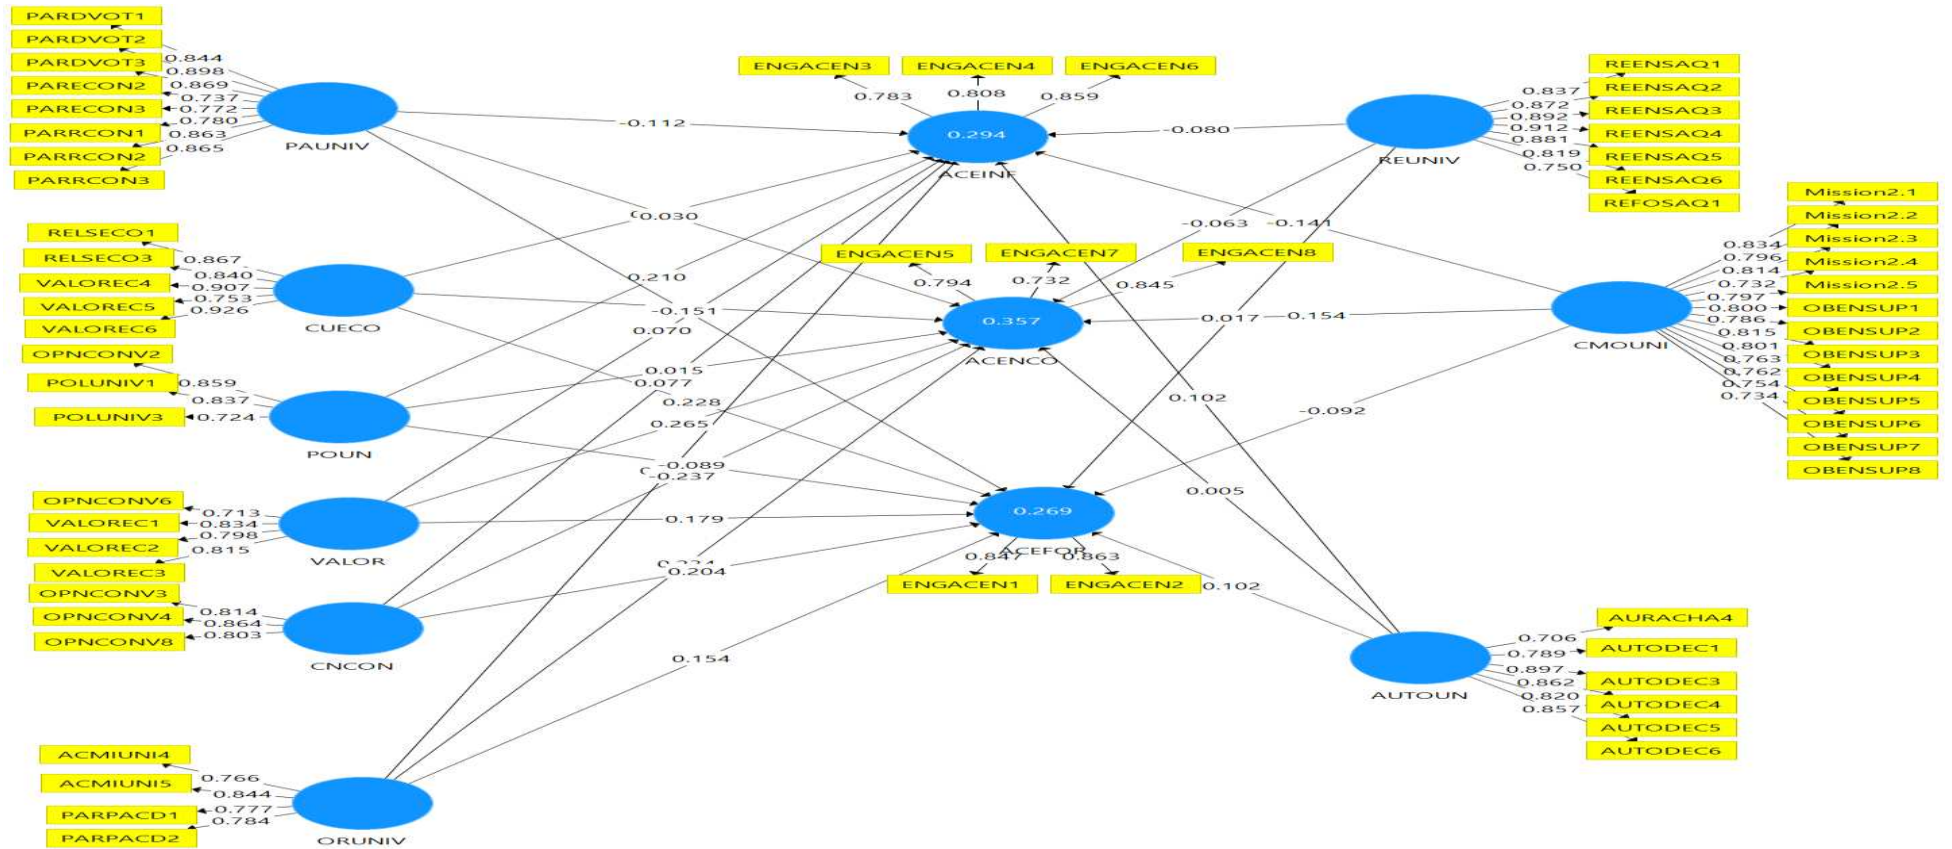 PARDVOT1
PARDVOT2
PARDVOT3
PARECON2
PARECON3
PARRCON1
PARRCON2
PARRCON3
0.844
0.898
0.869
0.737
0.772
0.780
0.863
0.865
PAUNIV
RELSECO1
RELSECO3
VALOREC4
VALOREC5
VALOREC6
0.867
0.840
0.907
0.753
0.926
CUECO
OPNCONV2
POLUNIV1
POLUNIV3
0.859
0.837
0.724
POUN
OPNCONV6
VALOREC1
VALOREC2
VALOREC3
0.713
0.834
0.798
0.815
VALOR
OPNCONV3
OPNCONV4
OPNCONV8
0.814
0.864
0.803
CNCON
ACMIUNI4
ACMIUNI5
PARPACD1
PARPACD2
0.766
0.844
0.777
0.784
ORUNIV
ENGACEN3
ENGACEN4
ENGACEN6
0.783
0.808
0.859
0.294
ACEINF
-0.112
-0.080
0.030
-0.063
-0.141
ENGACEN5
ENGACEN7
ENGACEN8
0.794
0.732
0.845
0.357
ACENCO
0.210
-0.151
0.070
0.017
0.154
0.015
0.077
0.228
0.265
0.102
-0.092
-0.089
-0.237
0.005
0.179
0.269
ACEFOR
0.847
0.863
ENGACEN1
ENGACEN2
0.204
0.102
0.154
REENSAQ1
REENSAQ2
REENSAQ3
REENSAQ4
REENSAQ5
REENSAQ6
REFOSAQ1
0.837
0.872
0.892
0.912
0.881
0.819
0.750
REUNIV
Mission2.1
Mission2.2
Mission2.3
Mission2.4
Mission2.5
OBENSUP1
OBENSUP2
OBENSUP3
OBENSUP4
OBENSUP5
OBENSUP6
OBENSUP7
OBENSUP8
0.834
0.796
0.814
0.732
0.797
0.800
0.786
0.815
0.801
0.763
0.762
0.754
0.734
CMOUNI
AURACHA4
AUTODEC1
AUTODEC3
AUTODEC4
AUTODEC5
AUTODEC6
0.706
0.789
0.897
0.862
0.820
0.857
AUTOUN